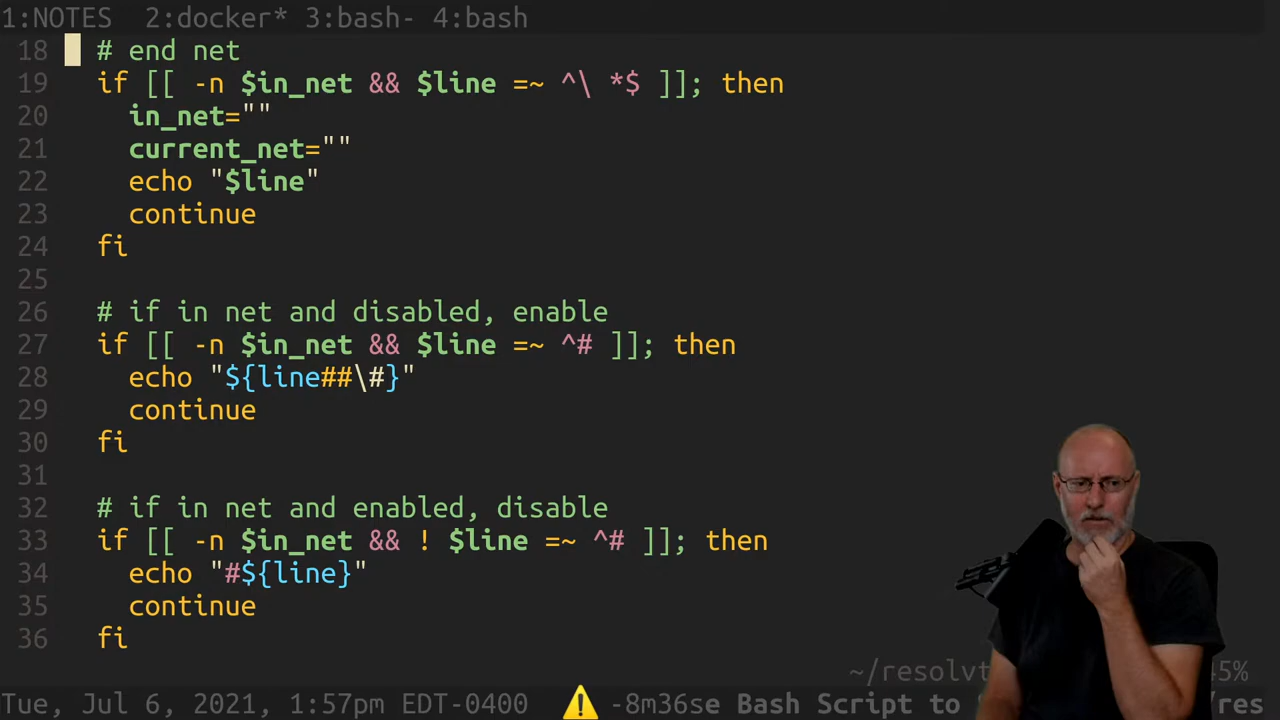 1:NOTES 2:docker* 3:bash- 4:bash
18 # end net
19 if [[ -n $in_net && $line =~ ^\ *$ ]]; then
20 in_net=""
21 current_net=""
22 echo "$line"
23 continue
24 fi
25
26 # if in net and disabled, enable
27 if [[ -n $in_net && $line =~ ^# ]]; then
28 echo "${line##\#}"
29 continue
30 fi
31
32 # if in net and enabled, disable
33 if [[ -n $in_net && ! $line =~ ^# ]]; then
34 echo "#${line}"
35 continue
36 fi
~/resolvt 45%
Tue, Jul 6, 2021, 1:57pm EDT-0400 ⚠ -8m36se Bash Script to /res